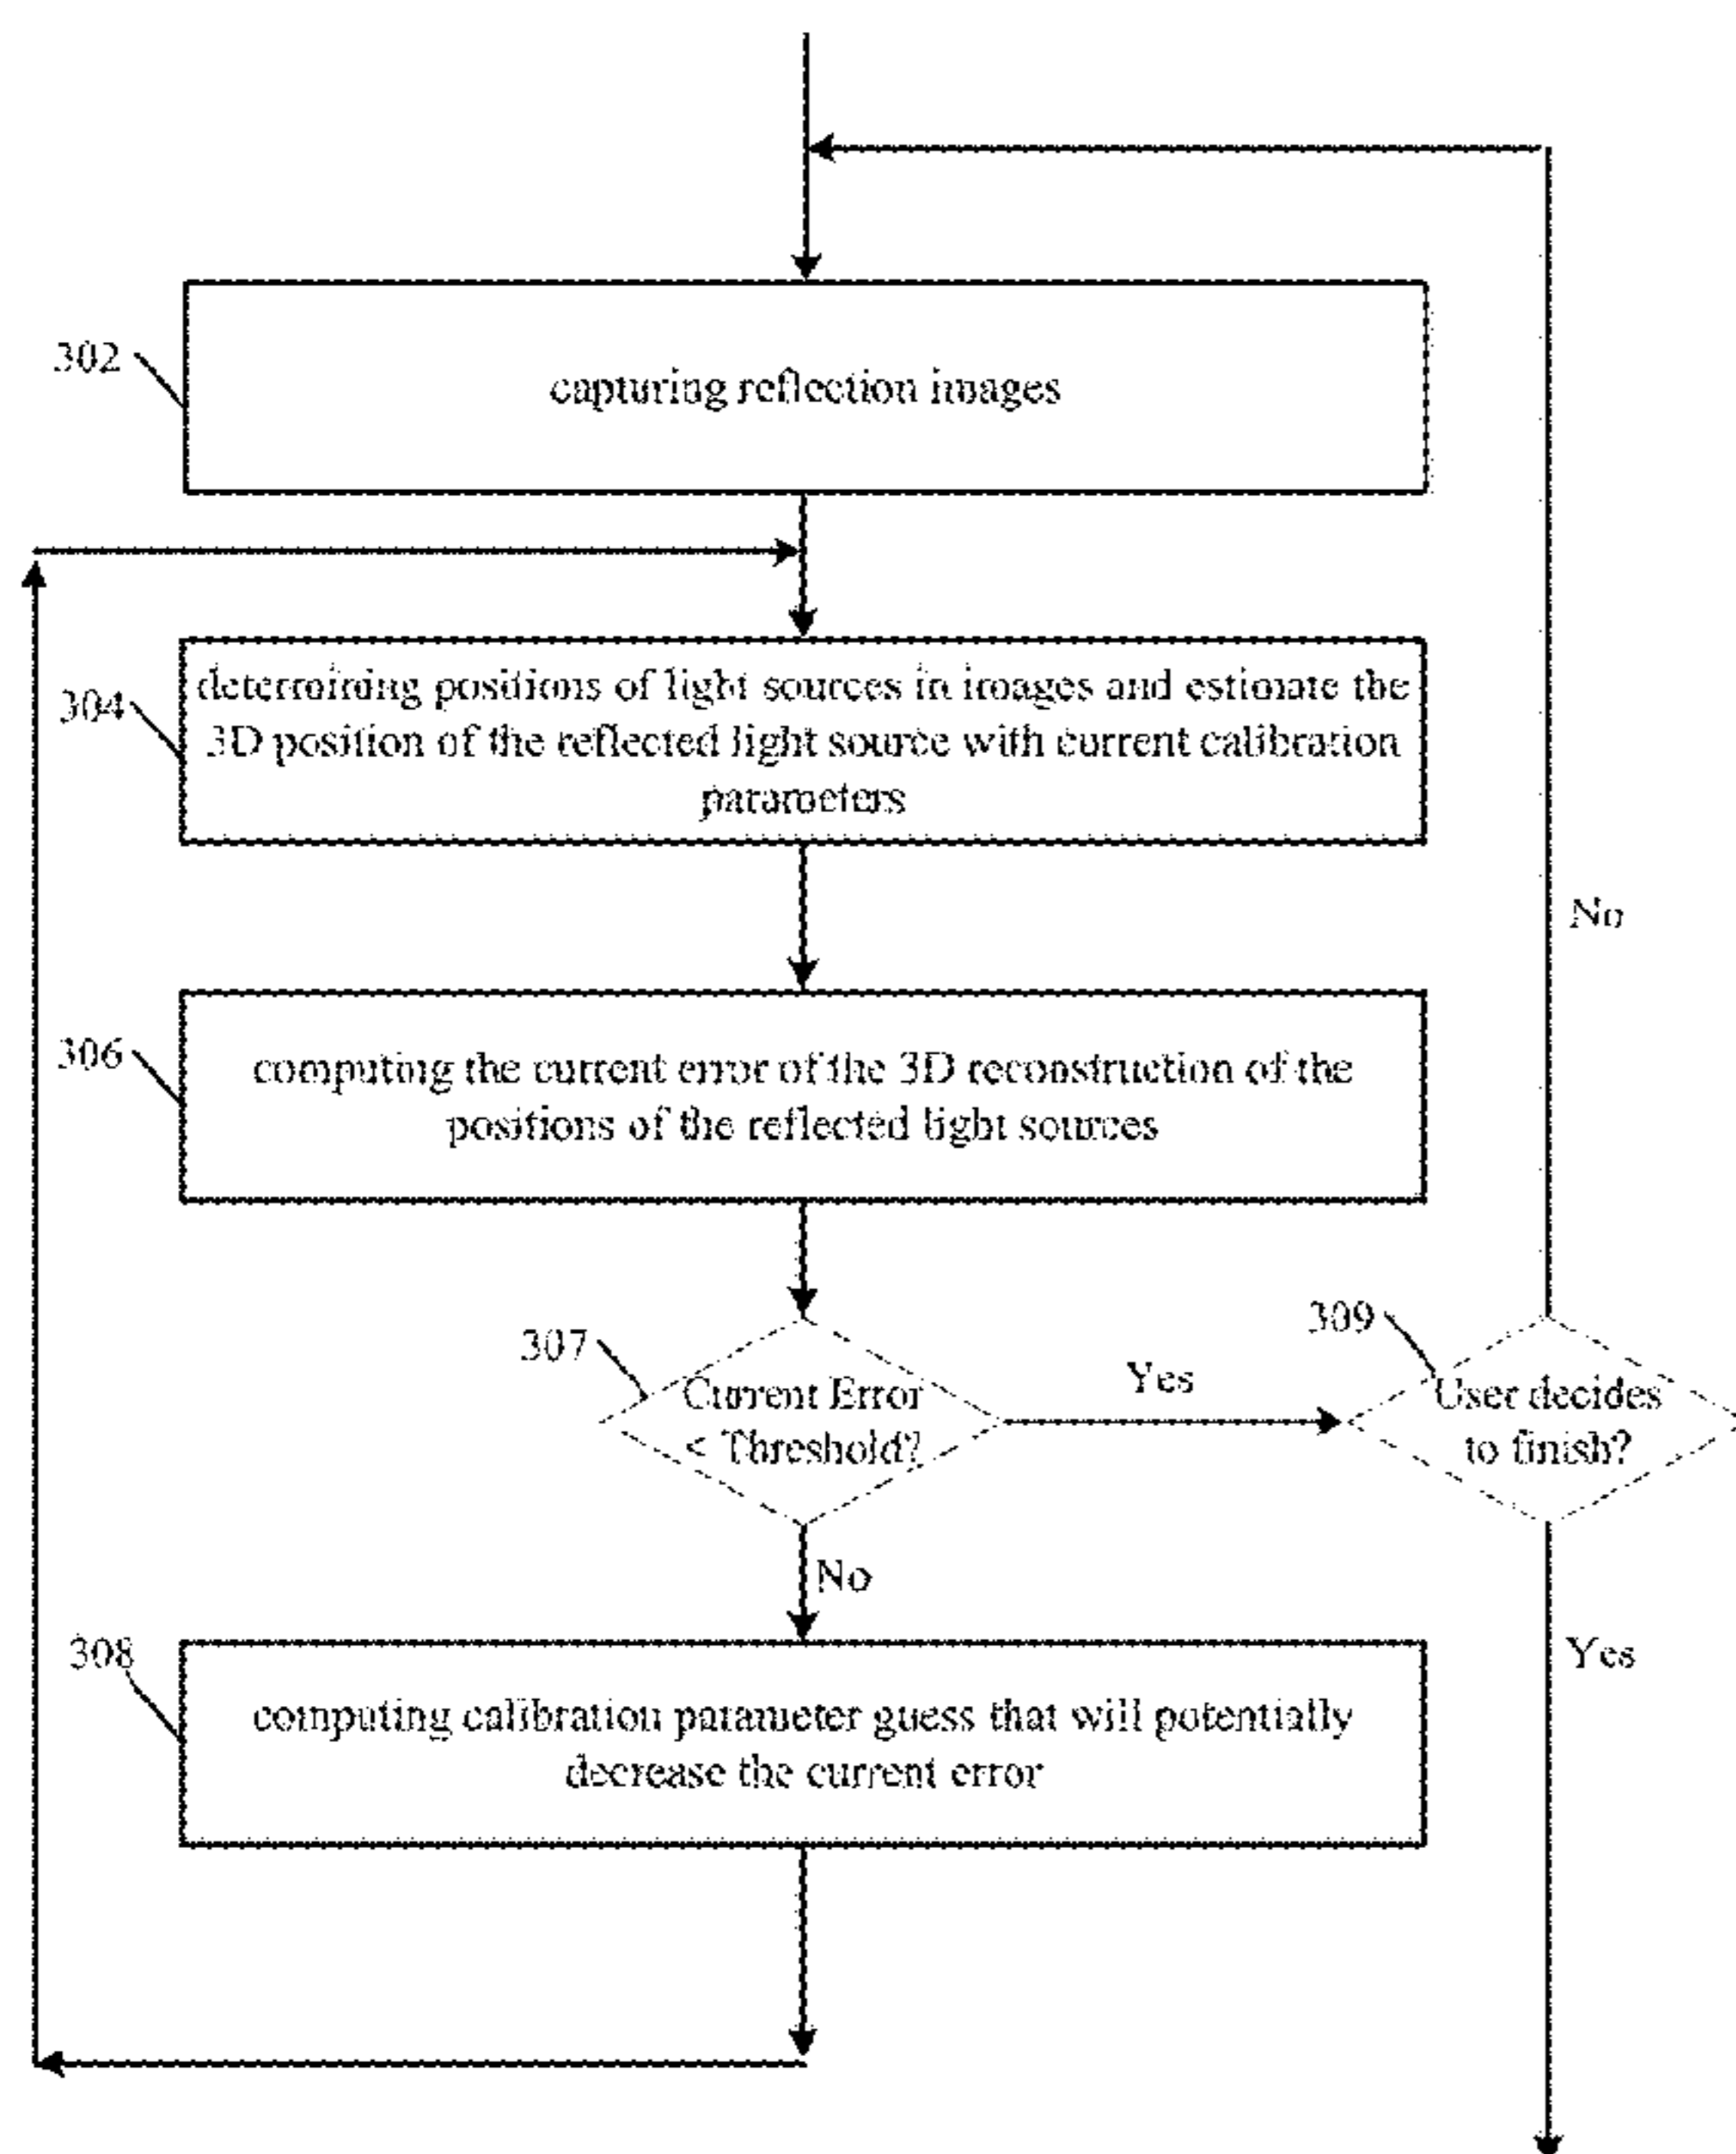 302
capturing reflection images
304
determining positions of light sources in images and estimate the
3D position of the reflected light source with current calibration
parameters
No
306
computing the current error of the 3D reconstruction of the
positions of the reflected light sources
307
Current Error
< Threshold?
Yes
309
User decides
to finish?
No
Yes
308
computing calibration parameter guess that will potentially
decrease the current error